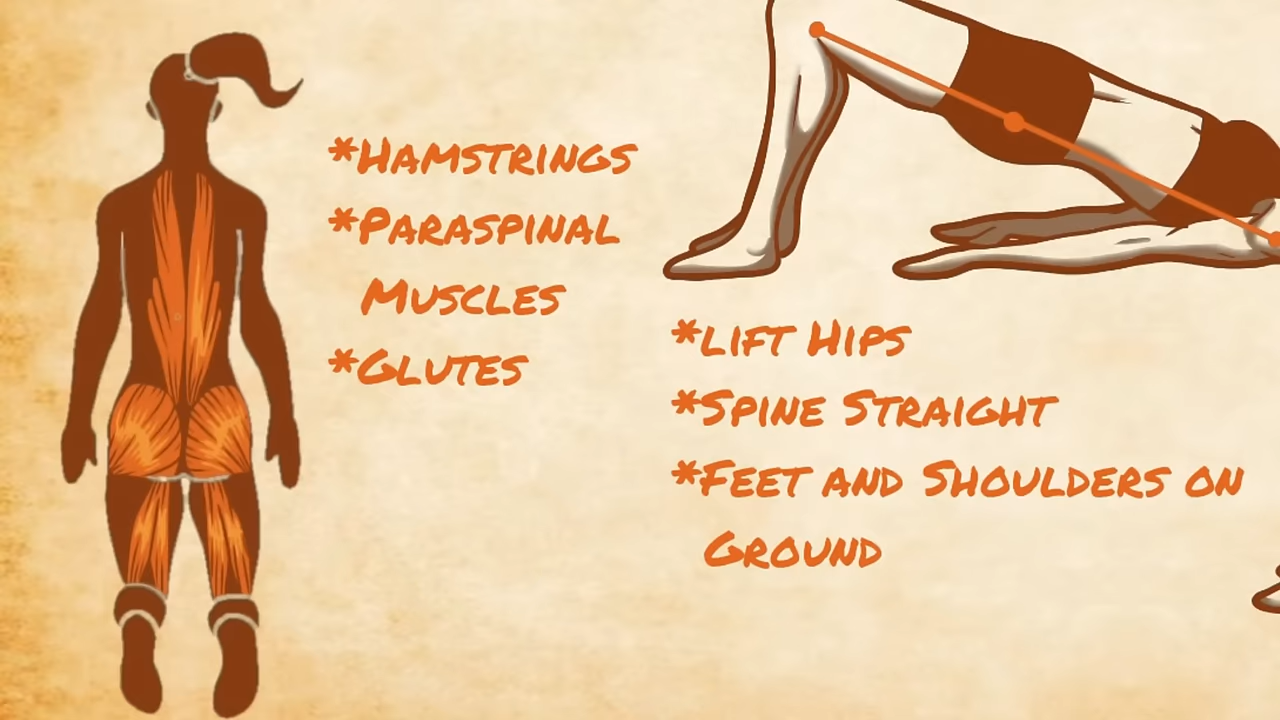 *Hamstrings
*Paraspinal
Muscles
*Glutes
*Lift Hips
*Spine Straight
*Feet and Shoulders on
Ground